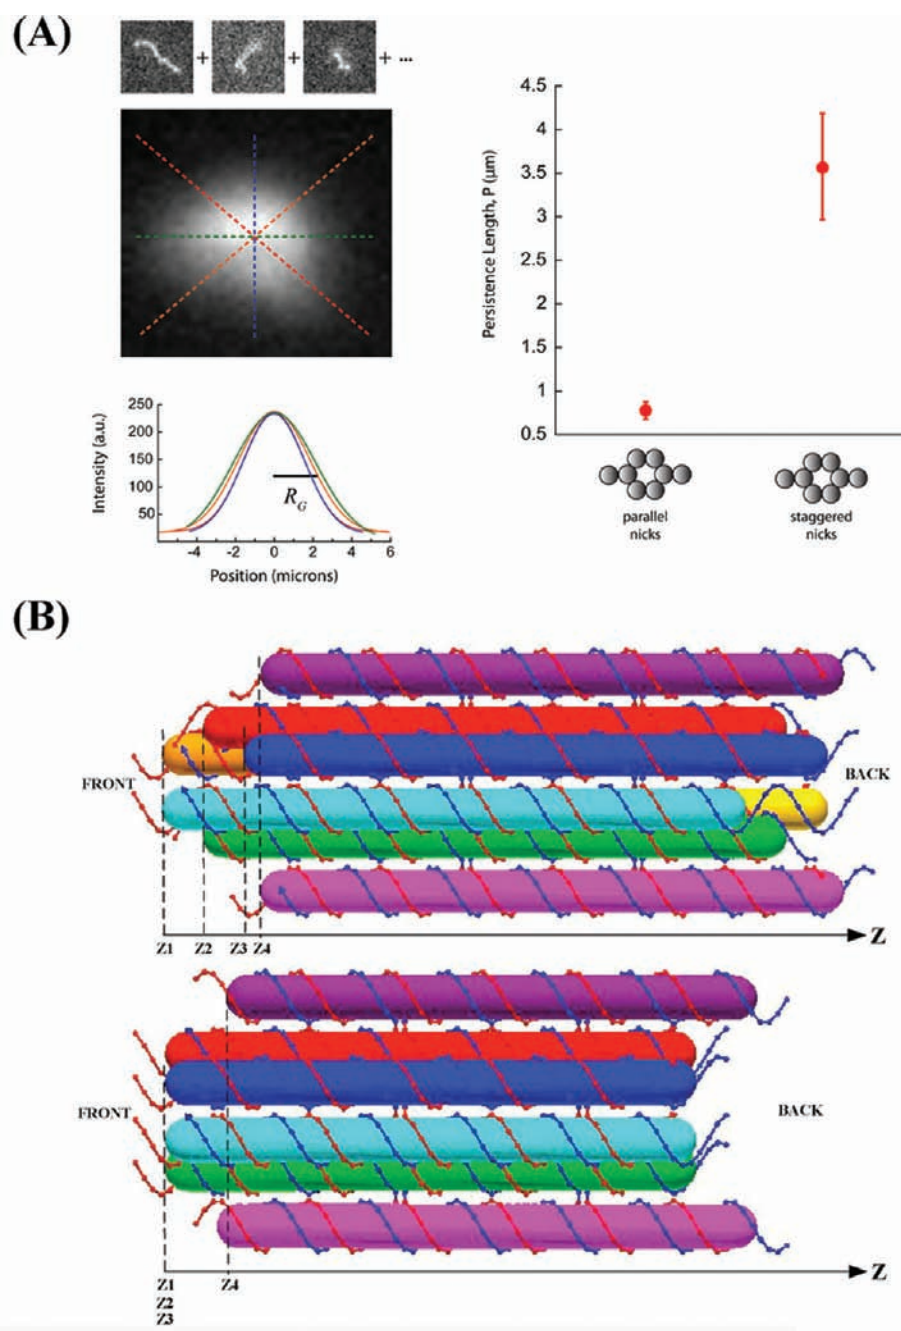 (A)
+ + + ...
4.5
4
3.5
3
2.5
2
1.5
1
0.5
Persistence Length, P (μm)
parallel
nicks
staggered
nicks
250
200
150
100
50
Intensity (a.u.)
R_G
-4 -2 0 2 4 6
Position (microns)
(B)
FRONT
BACK
Z1 Z2 Z3 Z4
Z
FRONT
BACK
Z1 Z4
Z2
Z3
Z